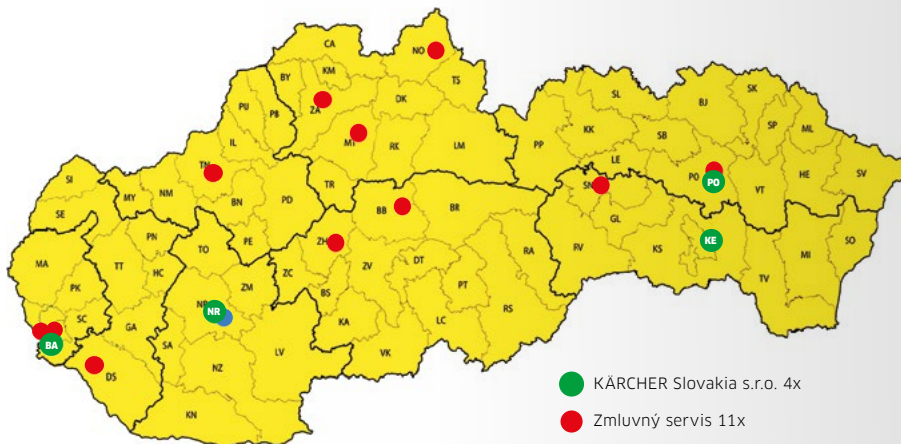 CA
NO
BY
KM
TS
ZA
DK
PU
PB
SL
BJ
SK
IL
MT
RK
LM
PP
KK
SB
SP
ML
TN
LE
PO
PO
VT
HE
SV
SI
MY
NM
BN
PD
TR
SN
SE
BB
BR
GL
PN
PE
TO
ZH
RV
KS
KE
SO
MA
TT
HC
ZC
ZV
DT
RA
MI
PK
ZM
BS
PT
TV
SC
GA
NR
NR
KA
LC
RS
BA
SA
LV
VK
DS
NZ
KN
KÄRCHER Slovakia s.r.o. 4x
Zmluvný servis 11x